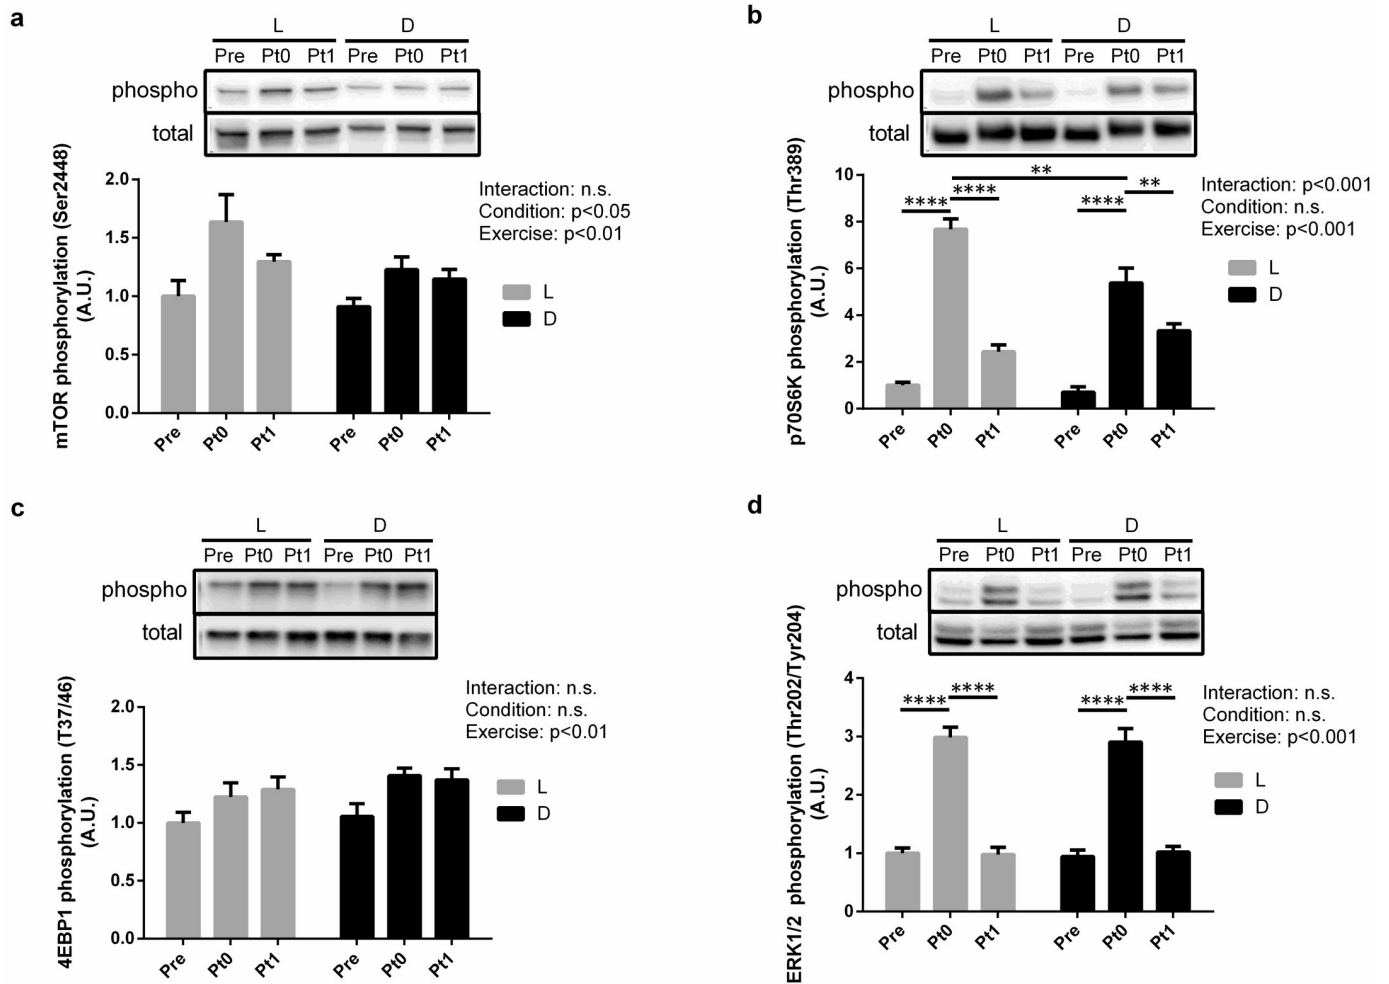 a
L D
Pre Pt0 Pt1 Pre Pt0 Pt1
phospho
total
mTOR phosphorylation (Ser2448)
(A.U.)
2.0
1.5
1.0
0.5
0.0
Pre Pt0 Pt1 Pre Pt0 Pt1
Interaction: n.s.
Condition: p<0.05
Exercise: p<0.01
L
D
b
L D
Pre Pt0 Pt1 Pre Pt0 Pt1
phospho
total
p70S6K phosphorylation (Thr389)
(A.U.)
10
8
6
4
2
0
**
**** **** **** **
Pre Pt0 Pt1 Pre Pt0 Pt1
Interaction: p<0.001
Condition: n.s.
Exercise: p<0.001
L
D
c
L D
Pre Pt0 Pt1 Pre Pt0 Pt1
phospho
total
4EBP1 phosphorylation (T37/46)
(A.U.)
2.0
1.5
1.0
0.5
0.0
Pre Pt0 Pt1 Pre Pt0 Pt1
Interaction: n.s.
Condition: n.s.
Exercise: p<0.01
L
D
d
L D
Pre Pt0 Pt1 Pre Pt0 Pt1
phospho
total
ERK1/2 phosphorylation (Thr202/Tyr204)
(A.U.)
4
3
2
1
0
**** **** **** ****
Pre Pt0 Pt1 Pre Pt0 Pt1
Interaction: n.s.
Condition: n.s.
Exercise: p<0.001
L
D